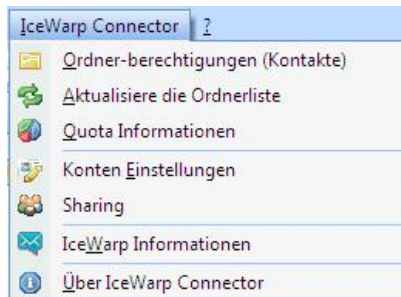 IceWarp Connector ?
Ordner-berechtigungen (Kontakte)
Aktualisiere die Ordnerliste
Quota Informationen
Konten Einstellungen
Sharing
IceWarp Informationen
Über IceWarp Connector